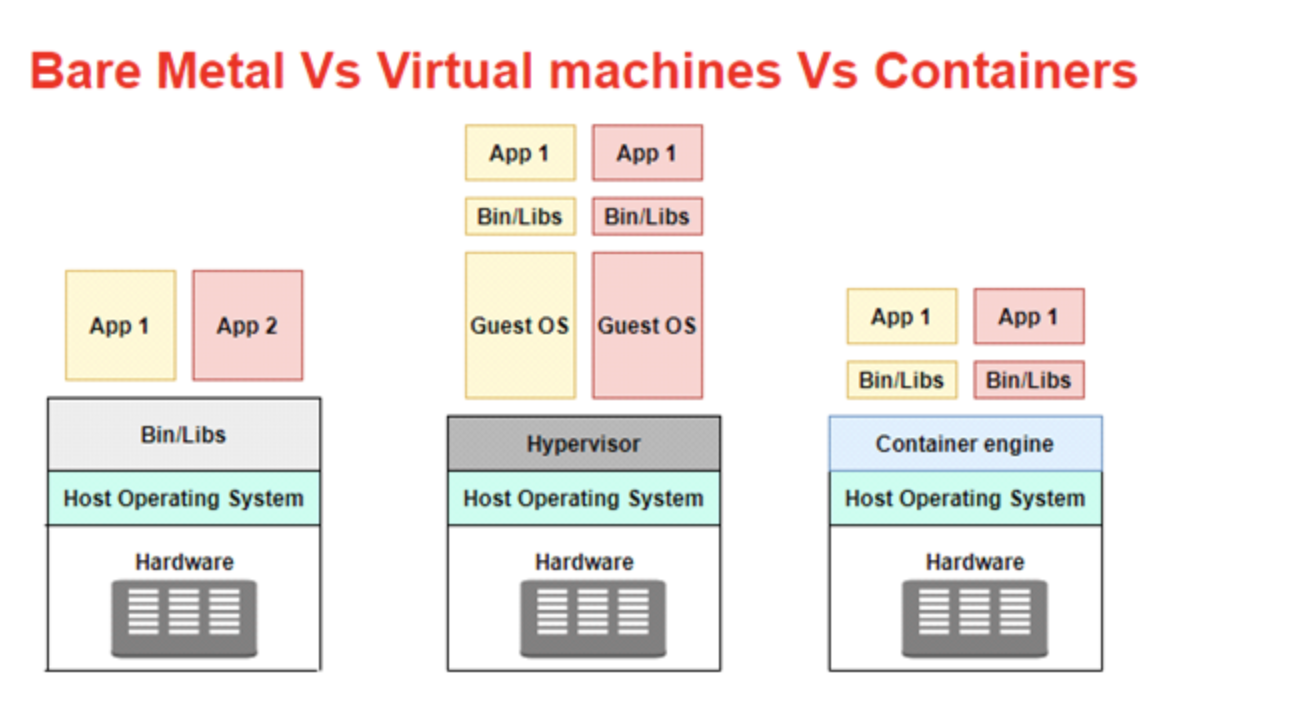 Bare Metal Vs Virtual machines Vs Containers
App 1
App 2
Bin/Libs
Host Operating System
Hardware
App 1
App 1
Bin/Libs
Bin/Libs
Guest OS
Guest OS
Hypervisor
Host Operating System
Hardware
App 1
App 1
Bin/Libs
Bin/Libs
Container engine
Host Operating System
Hardware